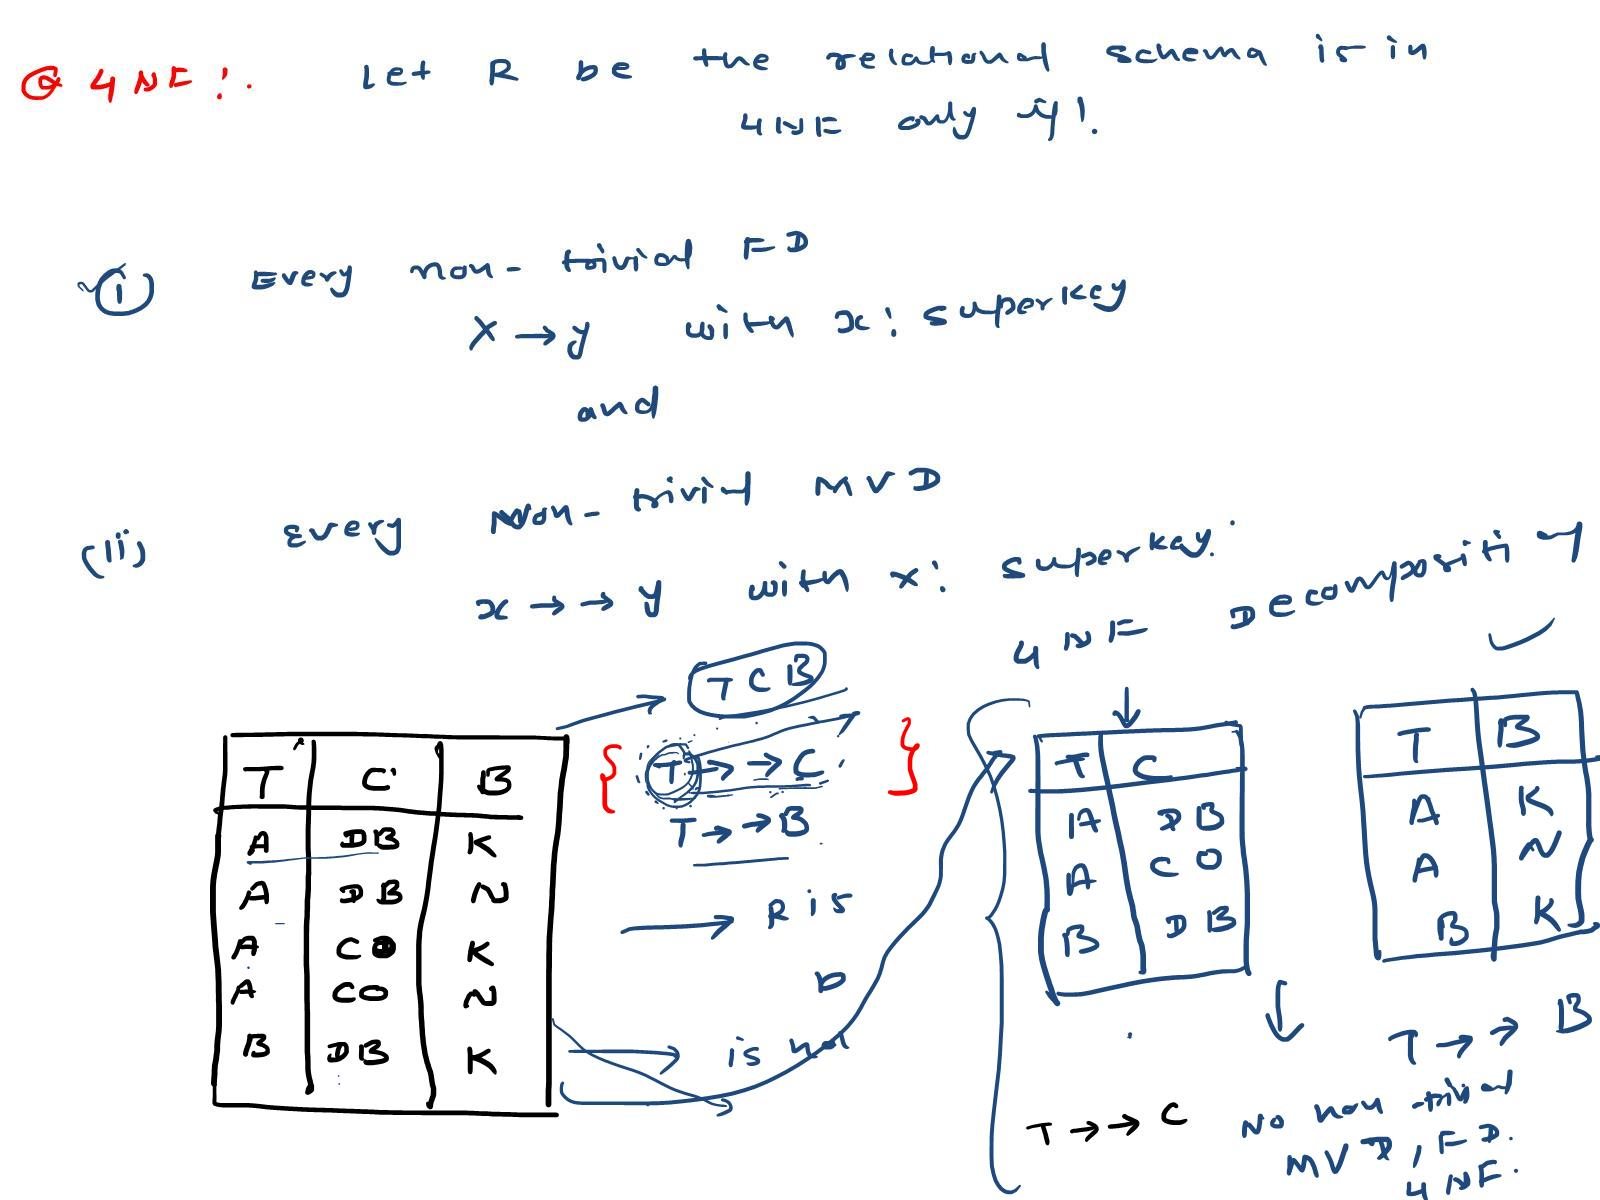 @ 4NF:. Let R be the relational schema is in
4NF only if:.
(i) Every non-trivial FD
X → y with x: superkey
and
(ii) Every Non-trivial MVD
x → → y with x: superkey.
4NF Decomposition
TCB
T C B
A DB K
A DB N
A CO K
A CO N
B DB K
{ T → → C }
T → → B
→ R is
→ is not
T C
A DB
A CO
B DB
T B
A K
A N
B K
T → → C
T → → B
No non-trivial
MVD, FD.
4NF.